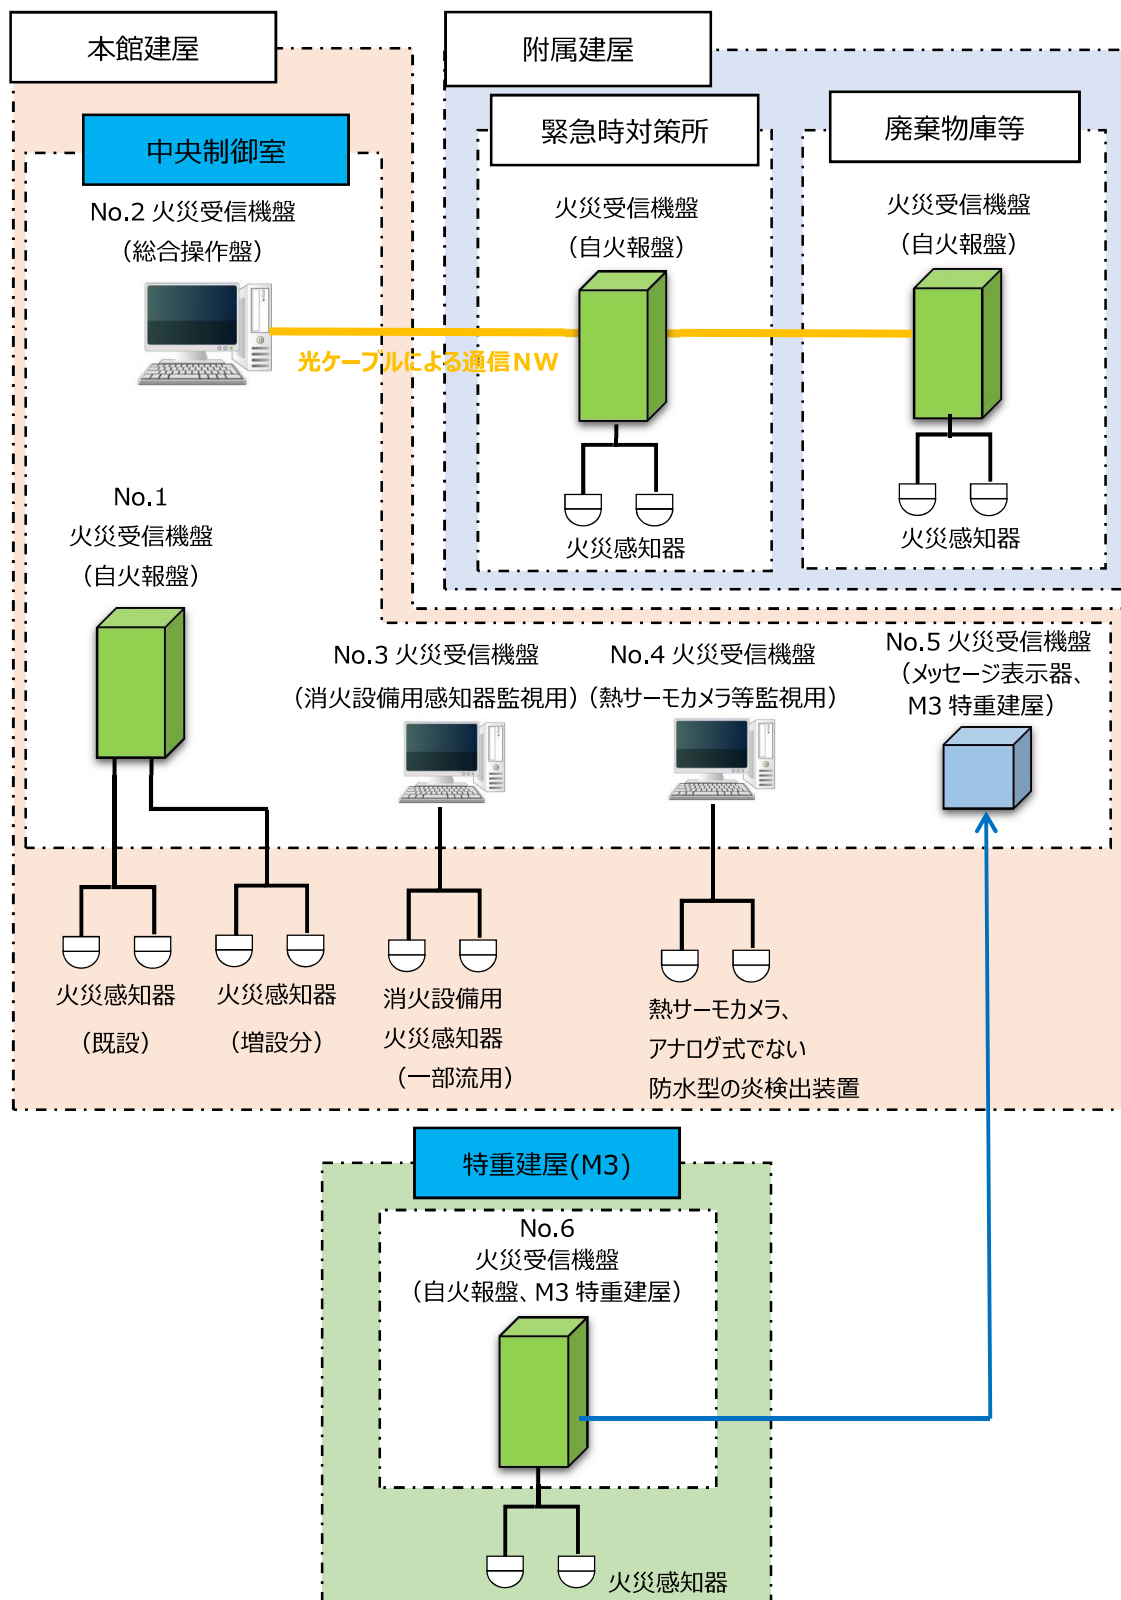 本館建屋
附属建屋
中央制御室
緊急時対策所
廃棄物庫等
No.2 火災受信機盤
（総合操作盤）
火災受信機盤
（自火報盤）
火災受信機盤
（自火報盤）
光ケーブルによる通信NW
火災感知器
火災感知器
No.1
火災受信機盤
（自火報盤）
No.3 火災受信機盤
（消火設備用感知器監視用）
No.4 火災受信機盤
（熱サーモカメラ等監視用）
No.5 火災受信機盤
（メッセージ表示器、
M3 特重建屋）
火災感知器
（既設）
火災感知器
（増設分）
消火設備用
火災感知器
（一部流用）
熱サーモカメラ、
アナログ式でない
防水型の炎検出装置
特重建屋(M3)
No.6
火災受信機盤
（自火報盤、M3 特重建屋）
火災感知器